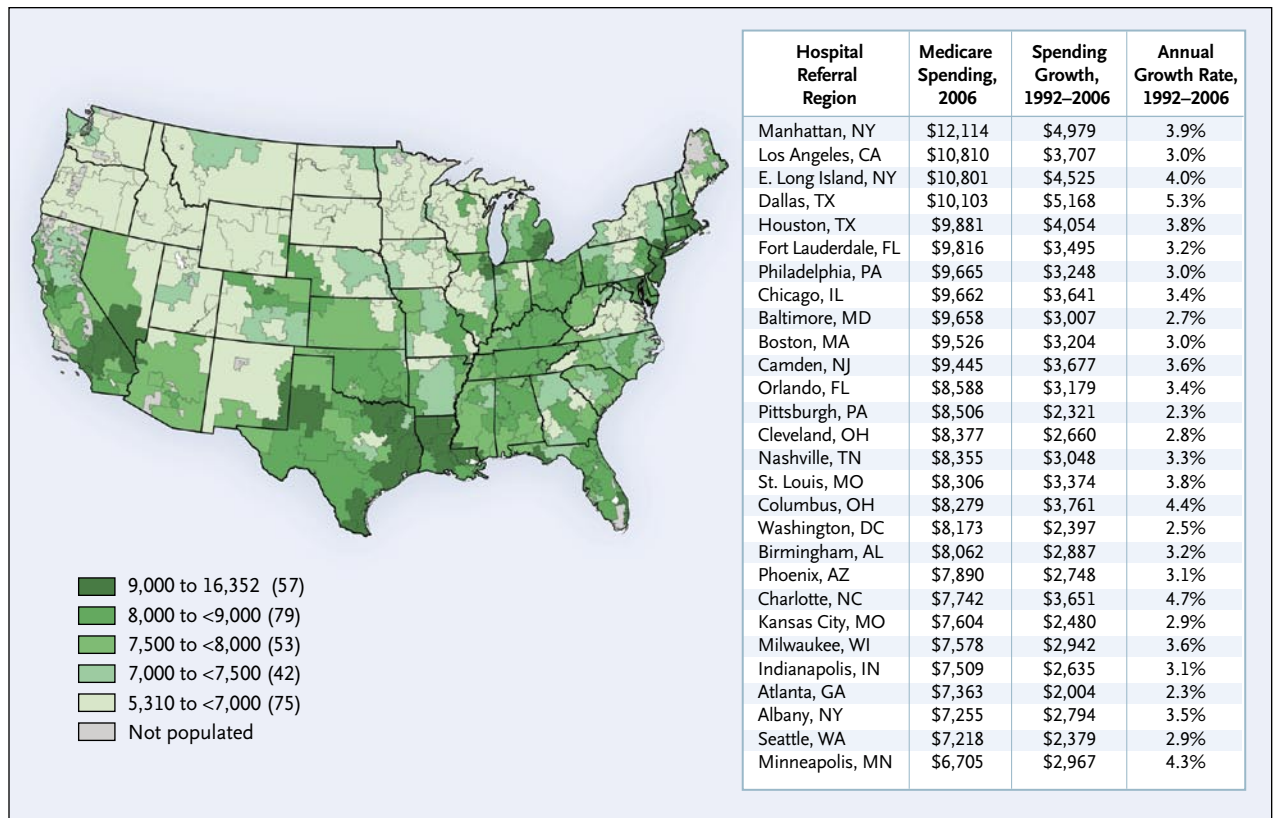 Hospital Referral Region | Medicare Spending, 2006 | Spending Growth, 1992–2006 | Annual Growth Rate, 1992–2006
Manhattan, NY $12,114 $4,979 3.9%
Los Angeles, CA $10,810 $3,707 3.0%
E. Long Island, NY $10,801 $4,525 4.0%
Dallas, TX $10,103 $5,168 5.3%
Houston, TX $9,881 $4,054 3.8%
Fort Lauderdale, FL $9,816 $3,495 3.2%
Philadelphia, PA $9,665 $3,248 3.0%
Chicago, IL $9,662 $3,641 3.4%
Baltimore, MD $9,658 $3,007 2.7%
Boston, MA $9,526 $3,204 3.0%
Camden, NJ $9,445 $3,677 3.6%
Orlando, FL $8,588 $3,179 3.4%
Pittsburgh, PA $8,506 $2,321 2.3%
Cleveland, OH $8,377 $2,660 2.8%
Nashville, TN $8,355 $3,048 3.3%
St. Louis, MO $8,306 $3,374 3.8%
Columbus, OH $8,279 $3,761 4.4%
Washington, DC $8,173 $2,397 2.5%
Birmingham, AL $8,062 $2,887 3.2%
Phoenix, AZ $7,890 $2,748 3.1%
Charlotte, NC $7,742 $3,651 4.7%
Kansas City, MO $7,604 $2,480 2.9%
Milwaukee, WI $7,578 $2,942 3.6%
Indianapolis, IN $7,509 $2,635 3.1%
Atlanta, GA $7,363 $2,004 2.3%
Albany, NY $7,255 $2,794 3.5%
Seattle, WA $7,218 $2,379 2.9%
Minneapolis, MN $6,705 $2,967 4.3%
9,000 to 16,352 (57)
8,000 to <9,000 (79)
7,500 to <8,000 (53)
7,000 to <7,500 (42)
5,310 to <7,000 (75)
Not populated